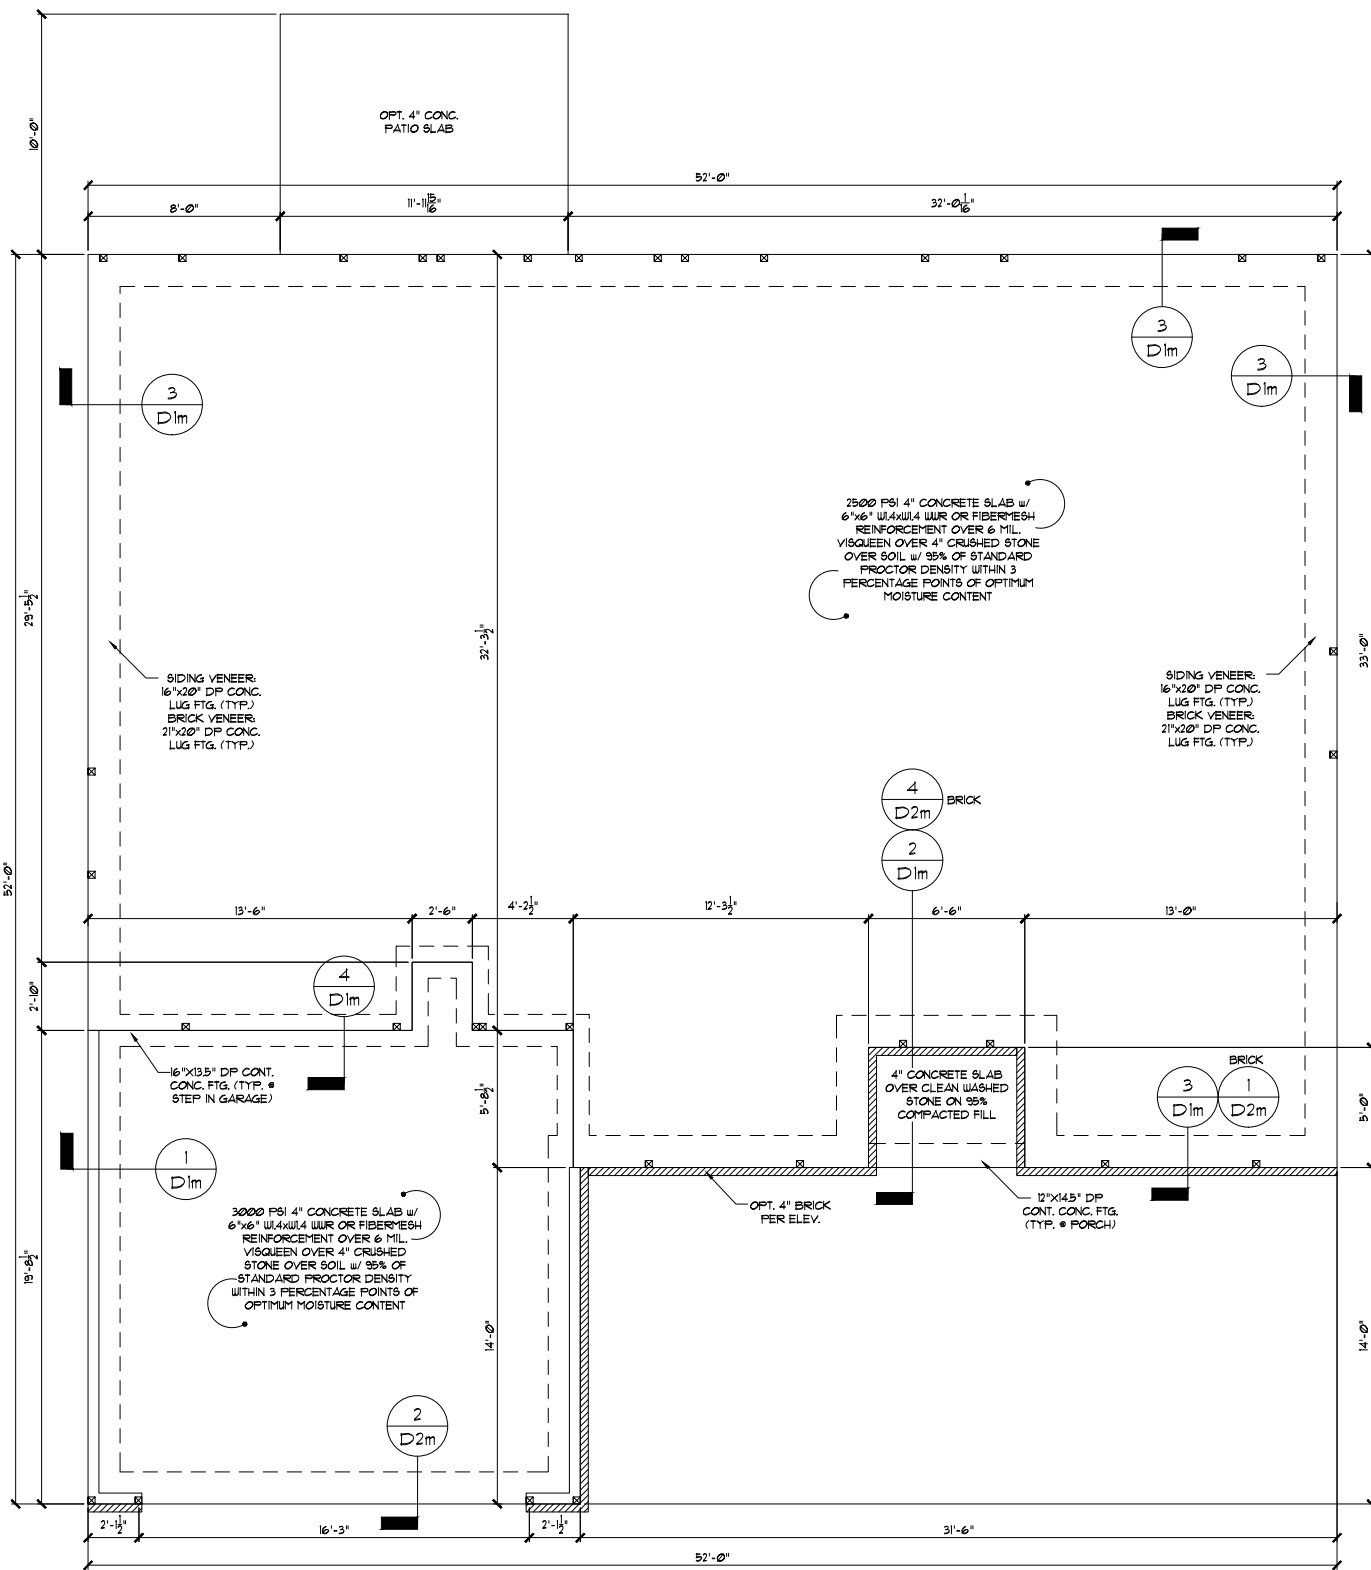 10'-0"
OPT. 4" CONC.
PATIO SLAB
52'-0"
8'-0"
11'-11 15/16"
32'-0 1/16"
3
D1m
3
D1m
3
D1m
2500 PSI 4" CONCRETE SLAB w/
6"x6" W1.4xW1.4 WWR OR FIBERMESH
REINFORCEMENT OVER 6 MIL.
VISQUEEN OVER 4" CRUSHED STONE
OVER SOIL w/ 95% OF STANDARD
PROCTOR DENSITY WITHIN 3
PERCENTAGE POINTS OF OPTIMUM
MOISTURE CONTENT
29'-5 1/2"
32'-3 1/2"
33'-0"
SIDING VENEER:
16"x20" DP CONC.
LUG FTG. (TYP.)
BRICK VENEER:
21"x20" DP CONC.
LUG FTG. (TYP.)
SIDING VENEER:
16"x20" DP CONC.
LUG FTG. (TYP.)
BRICK VENEER:
21"x20" DP CONC.
LUG FTG. (TYP.)
4
D2m
BRICK
2
D1m
52'-0"
13'-6"
2'-6"
4'-2 1/2"
12'-3 1/2"
6'-6"
13'-0"
2'-10"
4
D1m
16"X13.5" DP CONT.
CONC. FTG. (TYP. @
STEP IN GARAGE)
5'-8 1/2"
4" CONCRETE SLAB
OVER CLEAN WASHED
STONE ON 95%
COMPACTED FILL
BRICK
3
D1m
1
D2m
5'-0"
1
D1m
OPT. 4" BRICK
PER ELEV.
12"X14.5" DP
CONT. CONC. FTG.
(TYP. @ PORCH)
3000 PSI 4" CONCRETE SLAB w/
6"x6" W1.4xW1.4 WWR OR FIBERMESH
REINFORCEMENT OVER 6 MIL.
VISQUEEN OVER 4" CRUSHED
STONE OVER SOIL w/ 95% OF
STANDARD PROCTOR DENSITY
WITHIN 3 PERCENTAGE POINTS OF
OPTIMUM MOISTURE CONTENT
19'-8 1/2"
14'-0"
14'-0"
2
D2m
2'-1 1/2"
16'-3"
2'-1 1/2"
31'-6"
52'-0"